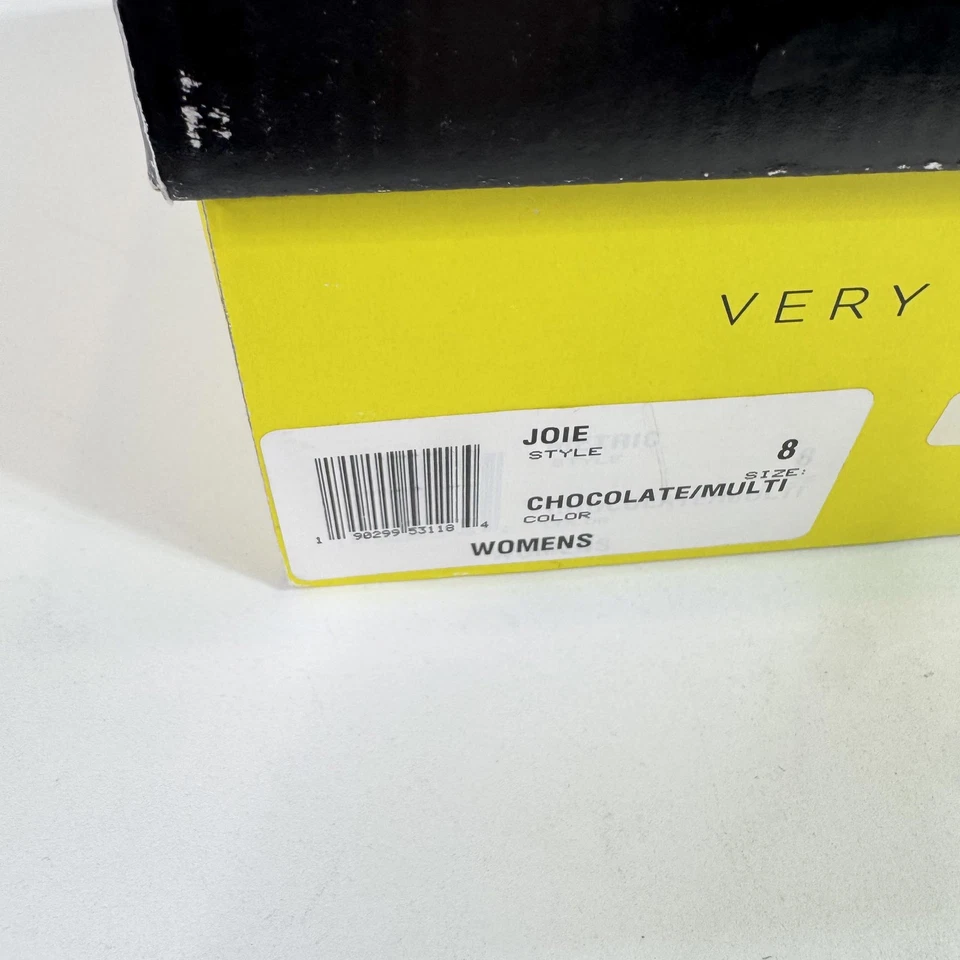 VERY
JOIE
STYLE
8
SIZE:
CHOCOLATE/MULTI
COLOR
1 90299 53118 4
WOMENS